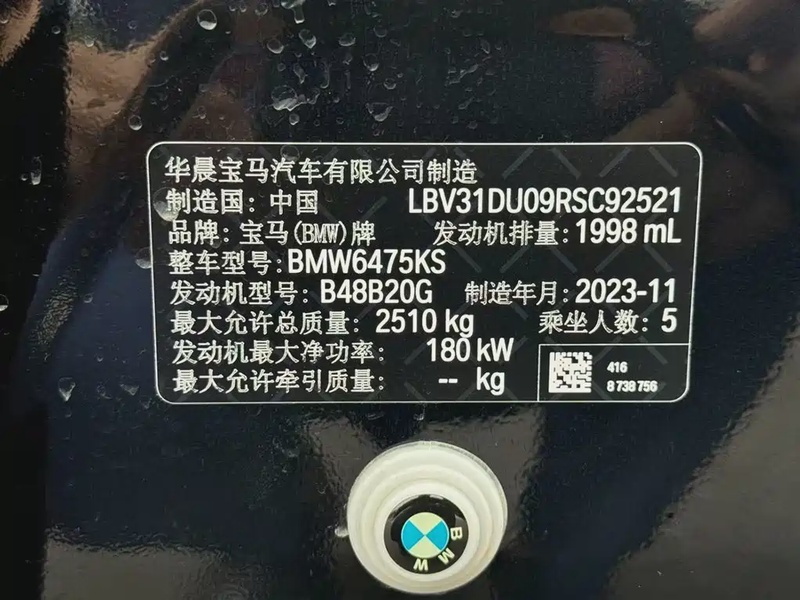 华晨宝马汽车有限公司制造
制造国：中国 LBV31DU09RSC92521
品牌：宝马(BMW)牌 发动机排量：1998 mL
整车型号：BMW6475KS
发动机型号：B48B20G 制造年月：2023-11
最大允许总质量：2510 kg 乘坐人数：5
发动机最大净功率：180 kW
最大允许牵引质量：-- kg
416
8 738 756
BMW